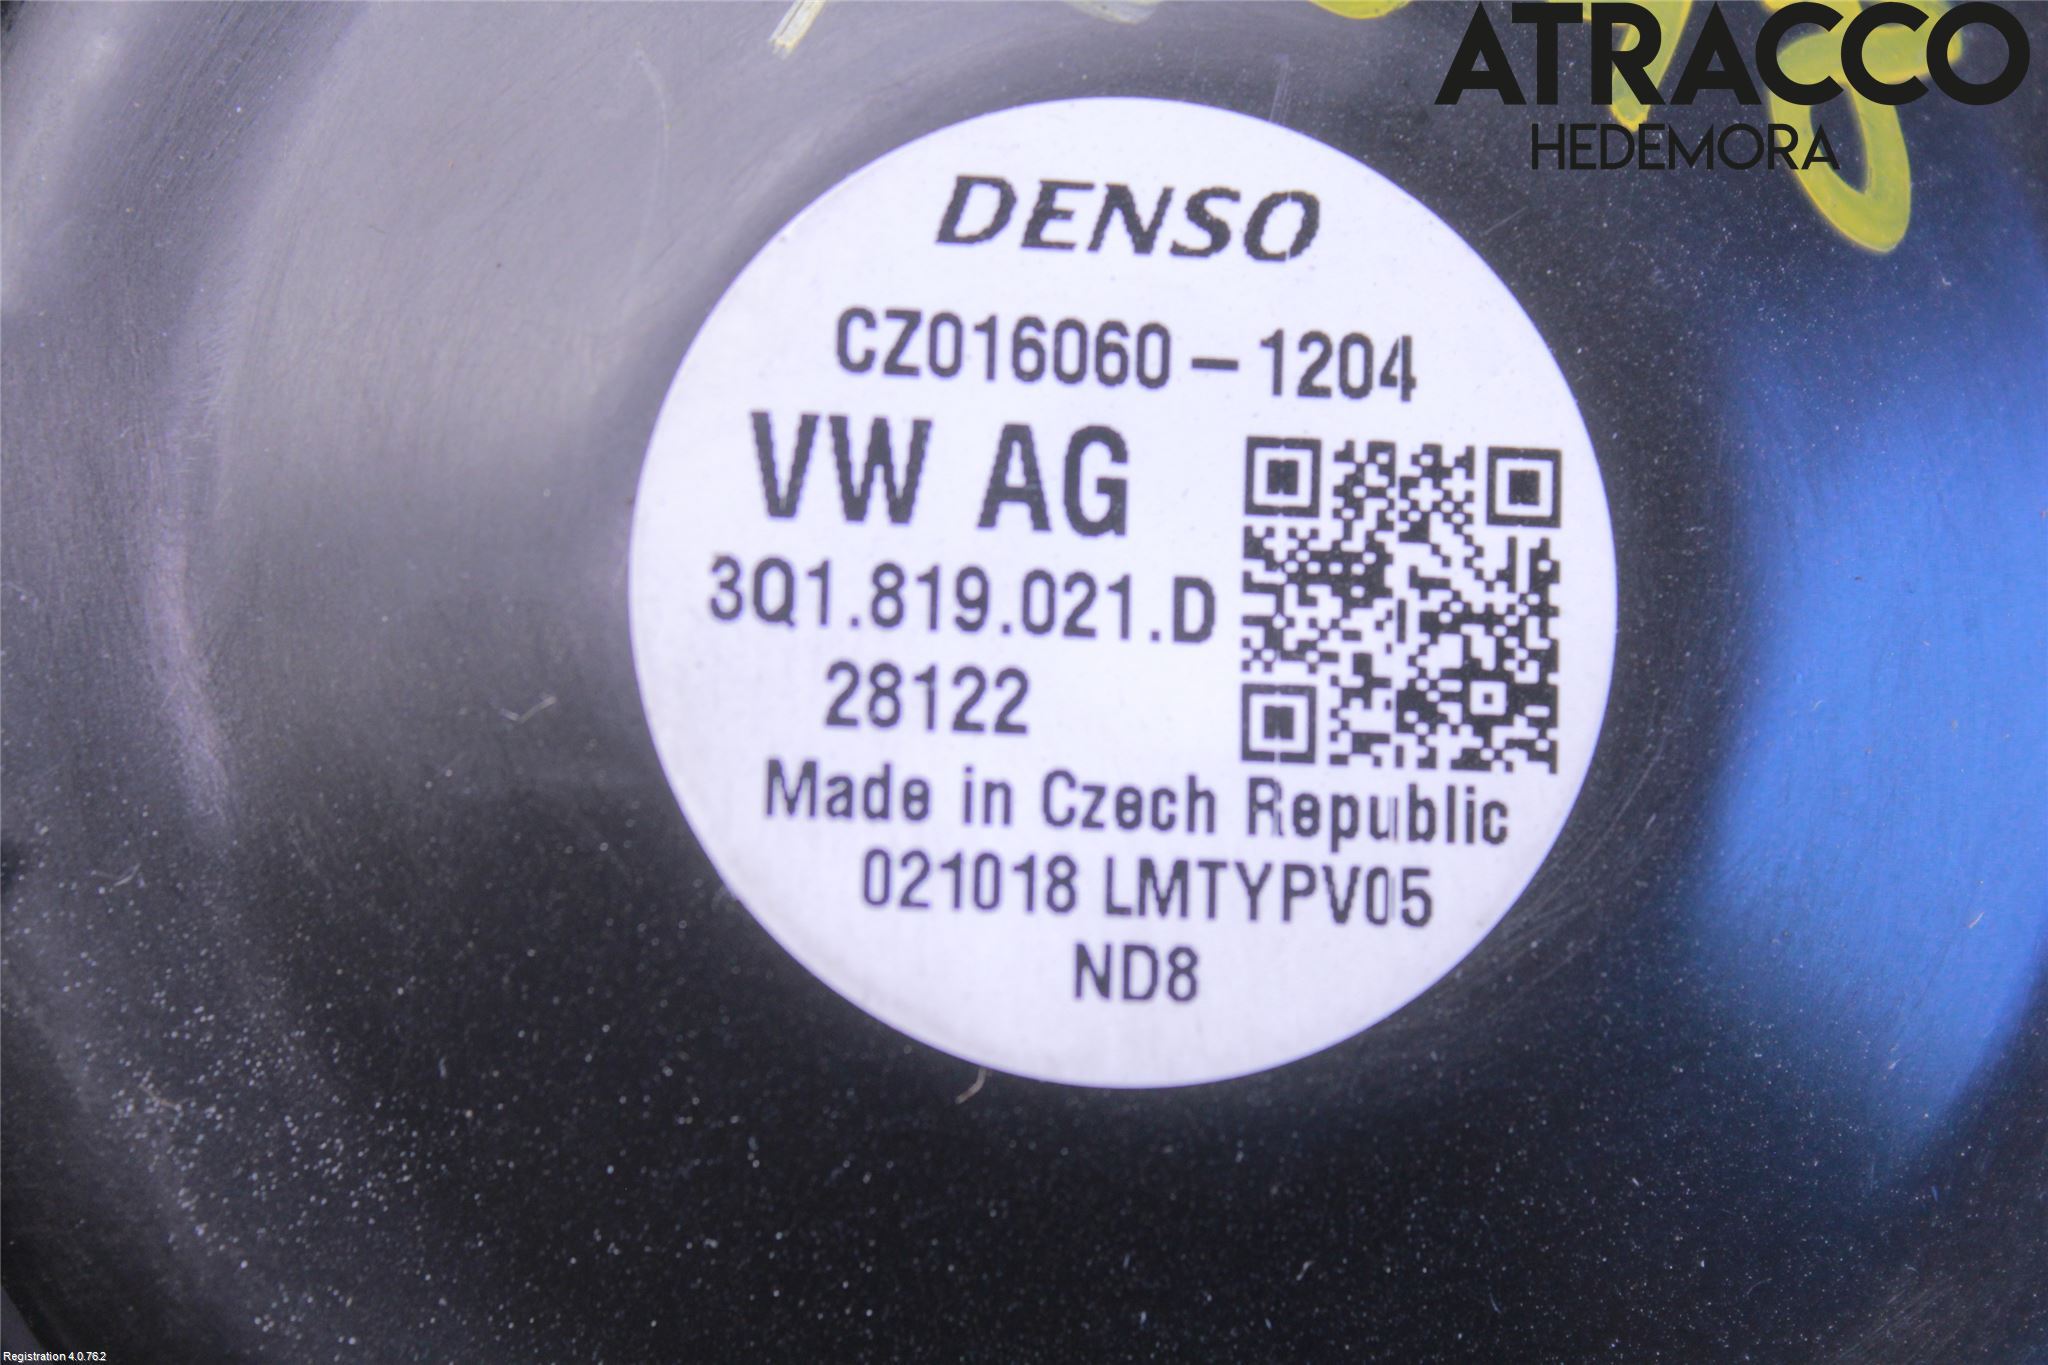 ATRACCO
HEDEMORA
DENSO
CZ016060-1204
VW AG
3Q1.819.021.D
28122
Made in Czech Republic
021018 LMTYPV05
ND8
Registration 4.0.76.2